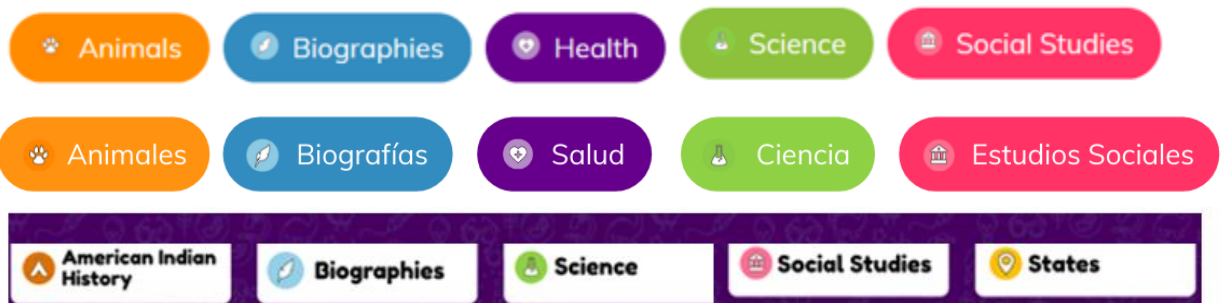 Animals Biographies Health Science Social Studies
Animales Biografías Salud Ciencia Estudios Sociales
American Indian
History
Biographies Science Social Studies States